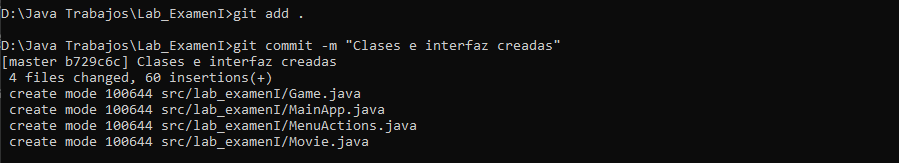 D:\Java Trabajos\Lab_ExamenI>git add .
D:\Java Trabajos\Lab_ExamenI>git commit -m "Clases e interfaz creadas"
[master b729c6c] Clases e interfaz creadas
 4 files changed, 60 insertions(+)
 create mode 100644 src/lab_examenI/Game.java
 create mode 100644 src/lab_examenI/MainApp.java
 create mode 100644 src/lab_examenI/MenuActions.java
 create mode 100644 src/lab_examenI/Movie.java